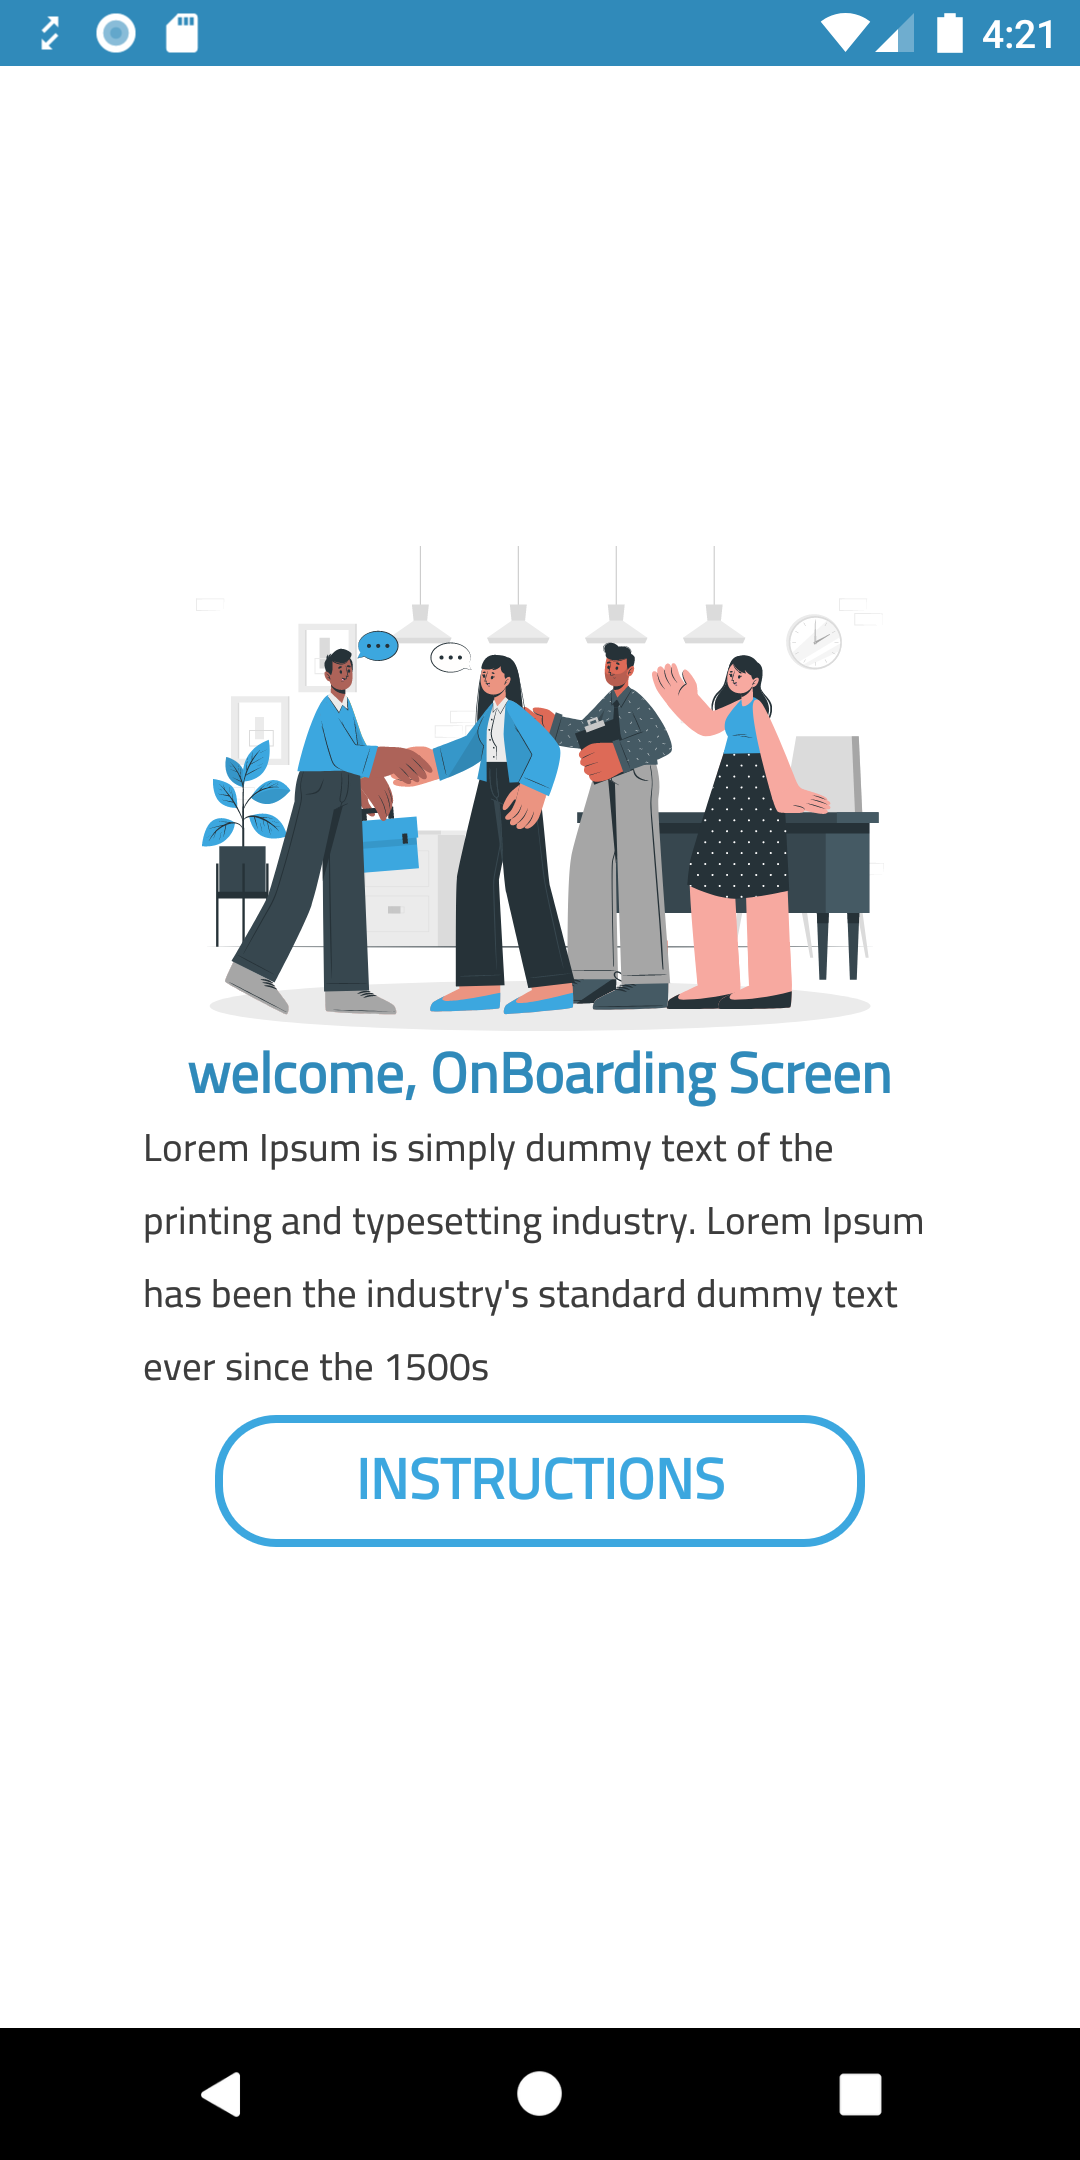 4:21
welcome, OnBoarding Screen
Lorem Ipsum is simply dummy text of the
printing and typesetting industry. Lorem Ipsum
has been the industry's standard dummy text
ever since the 1500s
INSTRUCTIONS